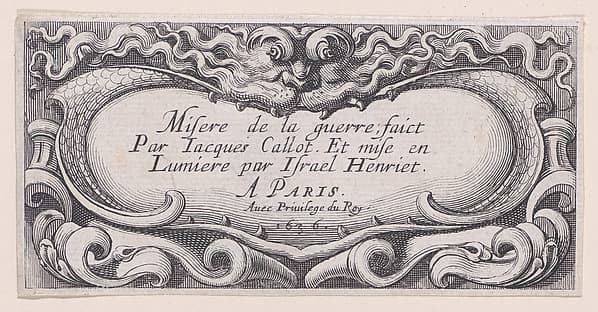 Miſere de la guerre; faict
Par Iacques Callot. Et miſe en
Lumiere par Iſrael Henriet.
A PARIS.
Auec Priuilege du Roy.
1636.